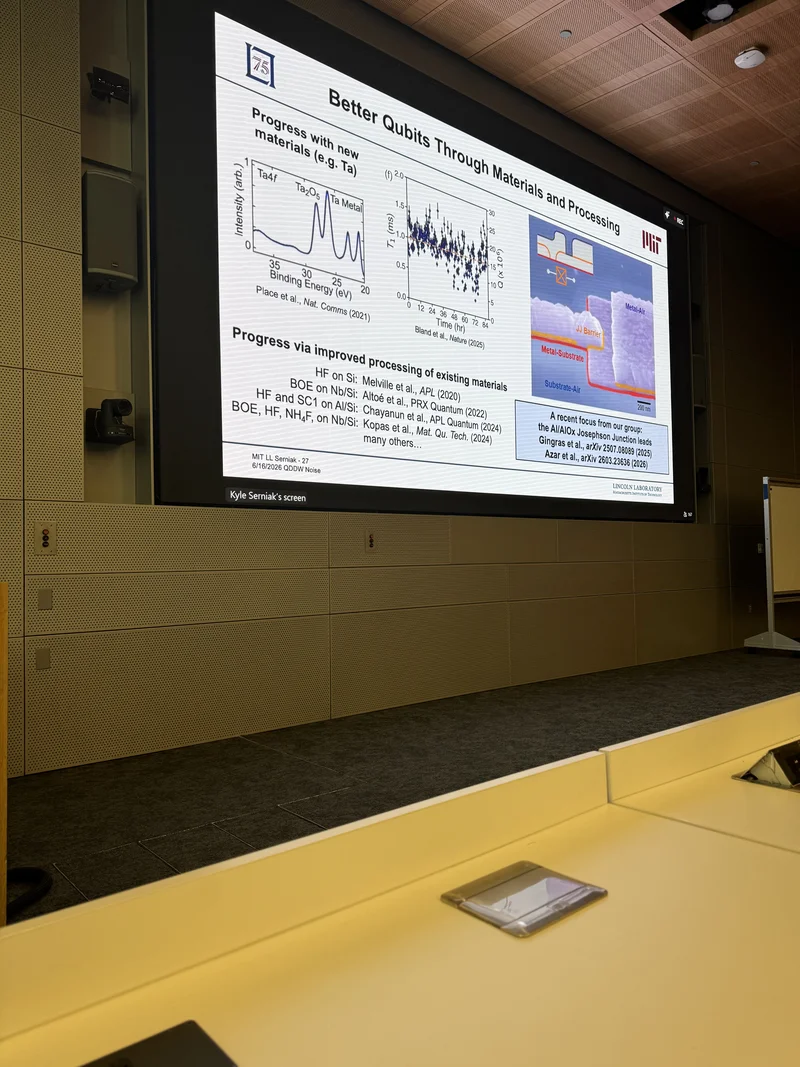 75
Better Qubits Through Materials and Processing
MIT
Progress with new
materials (e.g. Ta)
Intensity (arb.)
1
0
Ta4f
Ta₂O₅
Ta Metal
35
30
25
20
Binding Energy (eV)
Place et al., Nat. Comms (2021)
(f)
T₁ (ms)
2.0
1.5
1.0
0.5
0.0
30
25
20
15
10
5
0
Q (x 10⁶)
0 12 24 36 48 60 72 84
Time (hr)
Bland et al., Nature (2025)
Metal-Air
JJ Barrier
Metal-Substrate
Substrate-Air
200 nm
Progress via improved processing of existing materials
HF on Si: Melville et al., APL (2020)
BOE on Nb/Si: Altoé et al., PRX Quantum (2022)
HF and SC1 on Al/Si: Chayanun et al., APL Quantum (2024)
BOE, HF, NH₄F, on Nb/Si: Kopas et al., Mat. Qu. Tech. (2024)
many others…
A recent focus from our group:
the Al/AlOx Josephson Junction leads
Gingras et al., arXiv 2507.08089 (2025)
Azar et al., arXiv 2603.23636 (2026)
MIT LL Serniak - 27
6/16/2026 QDDW Noise
LINCOLN LABORATORY
MASSACHUSETTS INSTITUTE OF TECHNOLOGY
Kyle Serniak's screen
REC